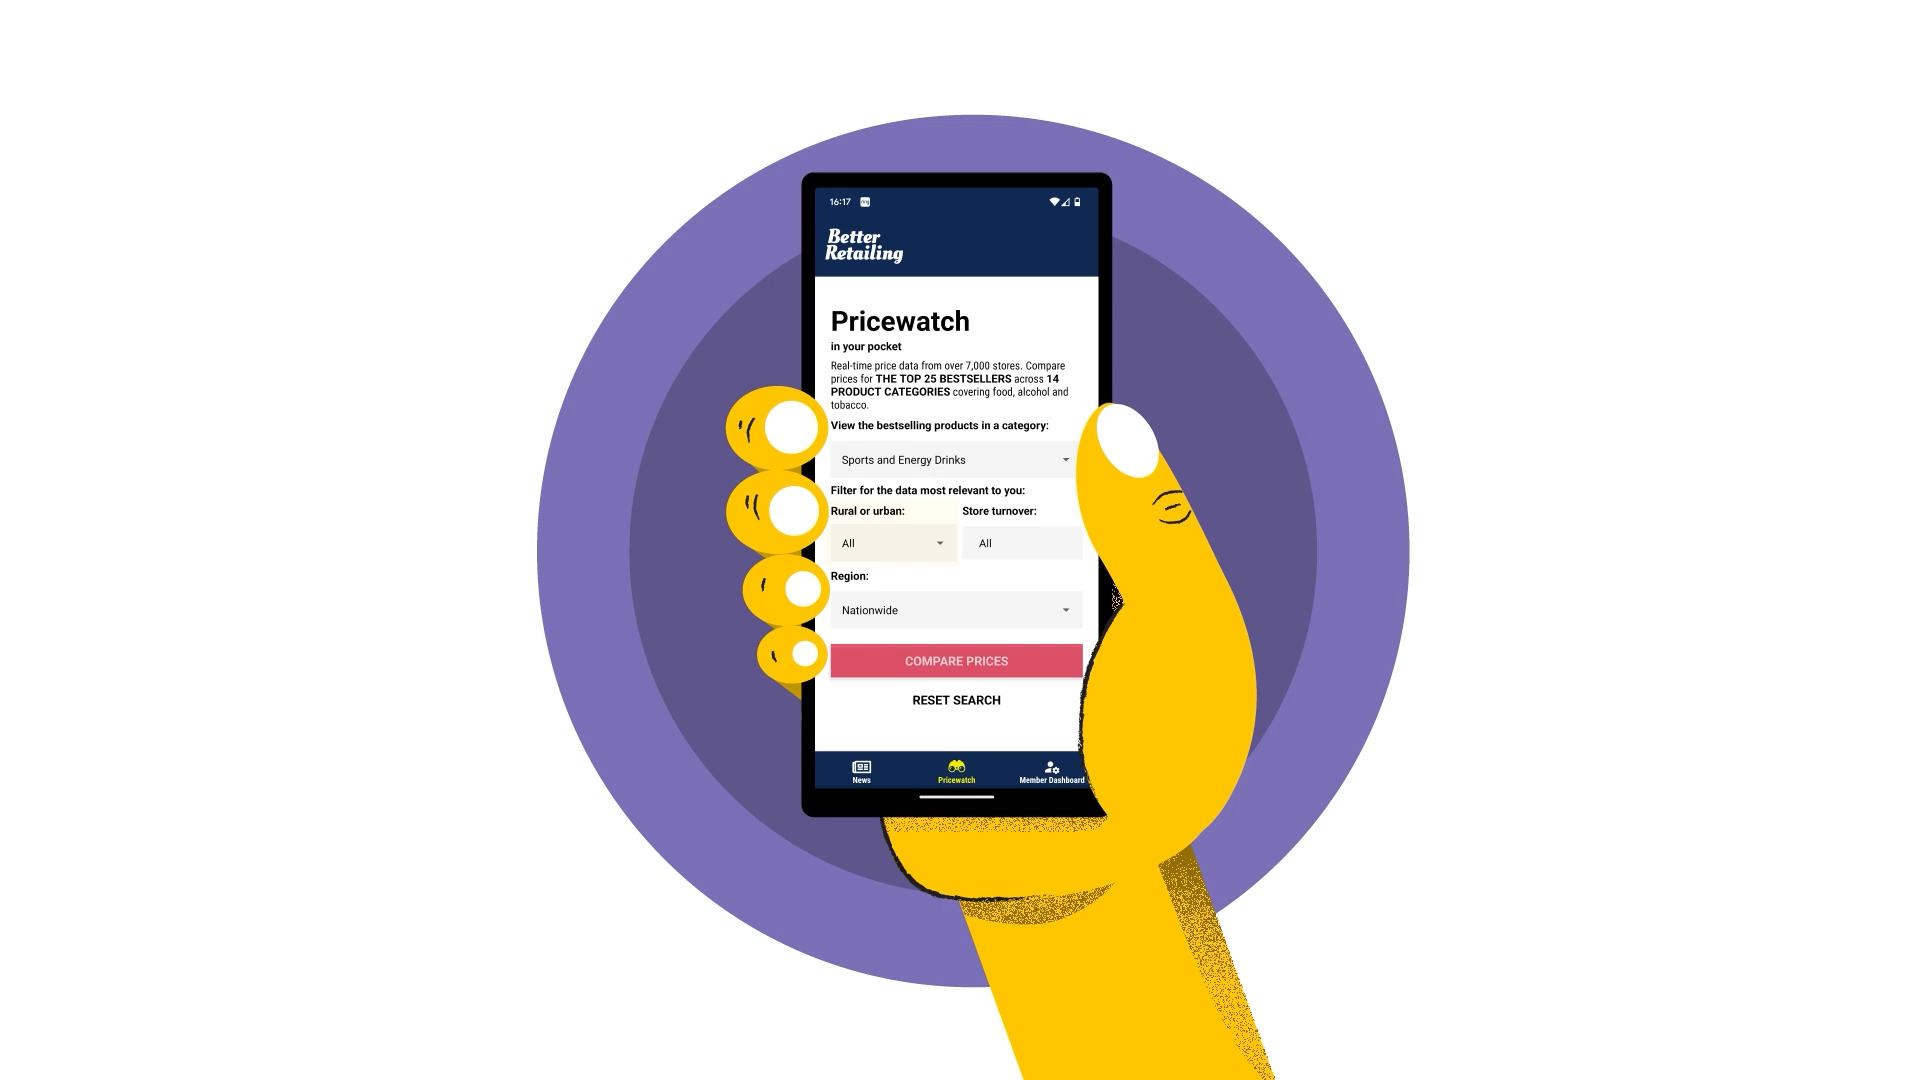 16:17
Better
Retailing
Pricewatch
in your pocket
Real-time price data from over 7,000 stores. Compare
prices for THE TOP 25 BESTSELLERS across 14
PRODUCT CATEGORIES covering food, alcohol and
tobacco.
View the bestselling products in a category:
Sports and Energy Drinks
Filter for the data most relevant to you:
Rural or urban: Store turnover:
All All
Region:
Nationwide
COMPARE PRICES
RESET SEARCH
News Pricewatch Member Dashboard